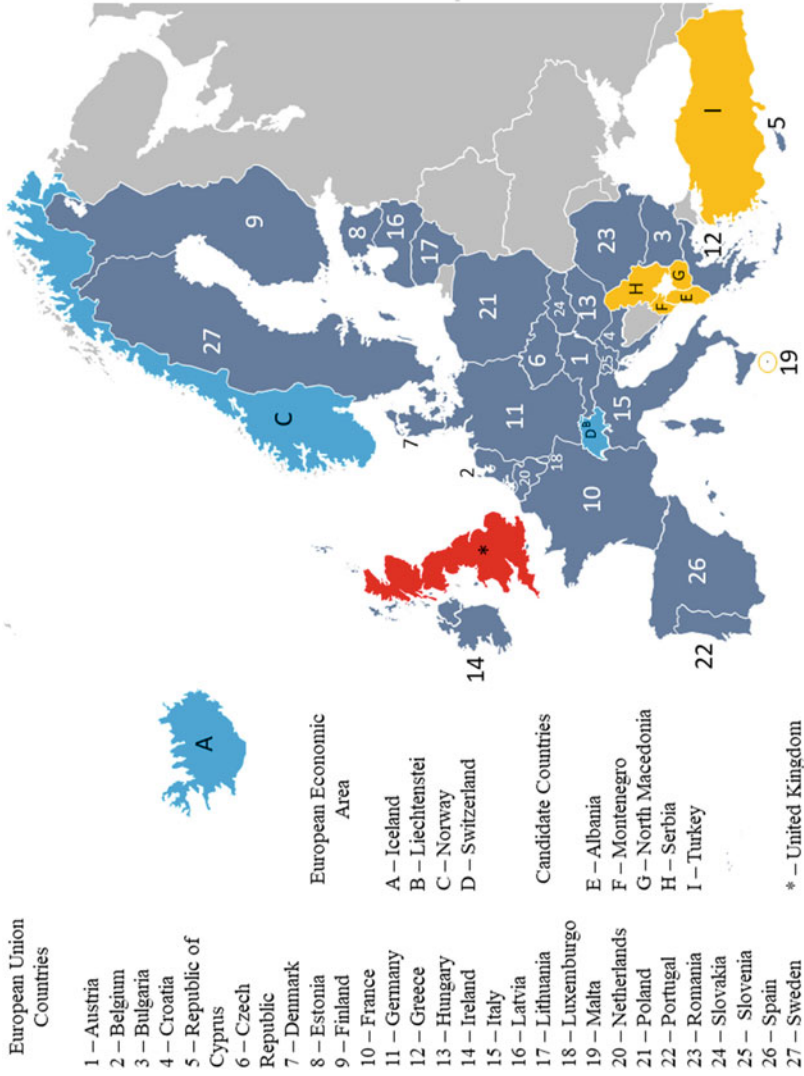 European Union
Countries
1 – Austria
2 – Belgium
3 – Bulgaria
4 – Croatia
5 – Republic of
Cyprus
6 – Czech
Republic
7 – Denmark
8 – Estonia
9 – Finland
10 – France
11 – Germany
12 – Greece
13 – Hungary
14 – Ireland
15 – Italy
16 – Latvia
17 – Lithuania
18 – Luxemburgo
19 – Malta
20 – Netherlands
21 – Poland
22 – Portugal
23 – Romania
24 – Slovakia
25 – Slovenia
26 – Spain
27 – Sweden
European Economic
Area
A – Iceland
B – Liechtenstei
C – Norway
D – Switzerland
Candidate Countries
E – Albania
F – Montenegro
G – North Macedonia
H – Serbia
I – Turkey
* – United Kingdom
A
C
27
9
8
16
17
7
2
14
*
20
18
11
21
6
24
1
13
10
D
B
25
4
15
23
H
F
G
E
3
26
22
12
I
5
19